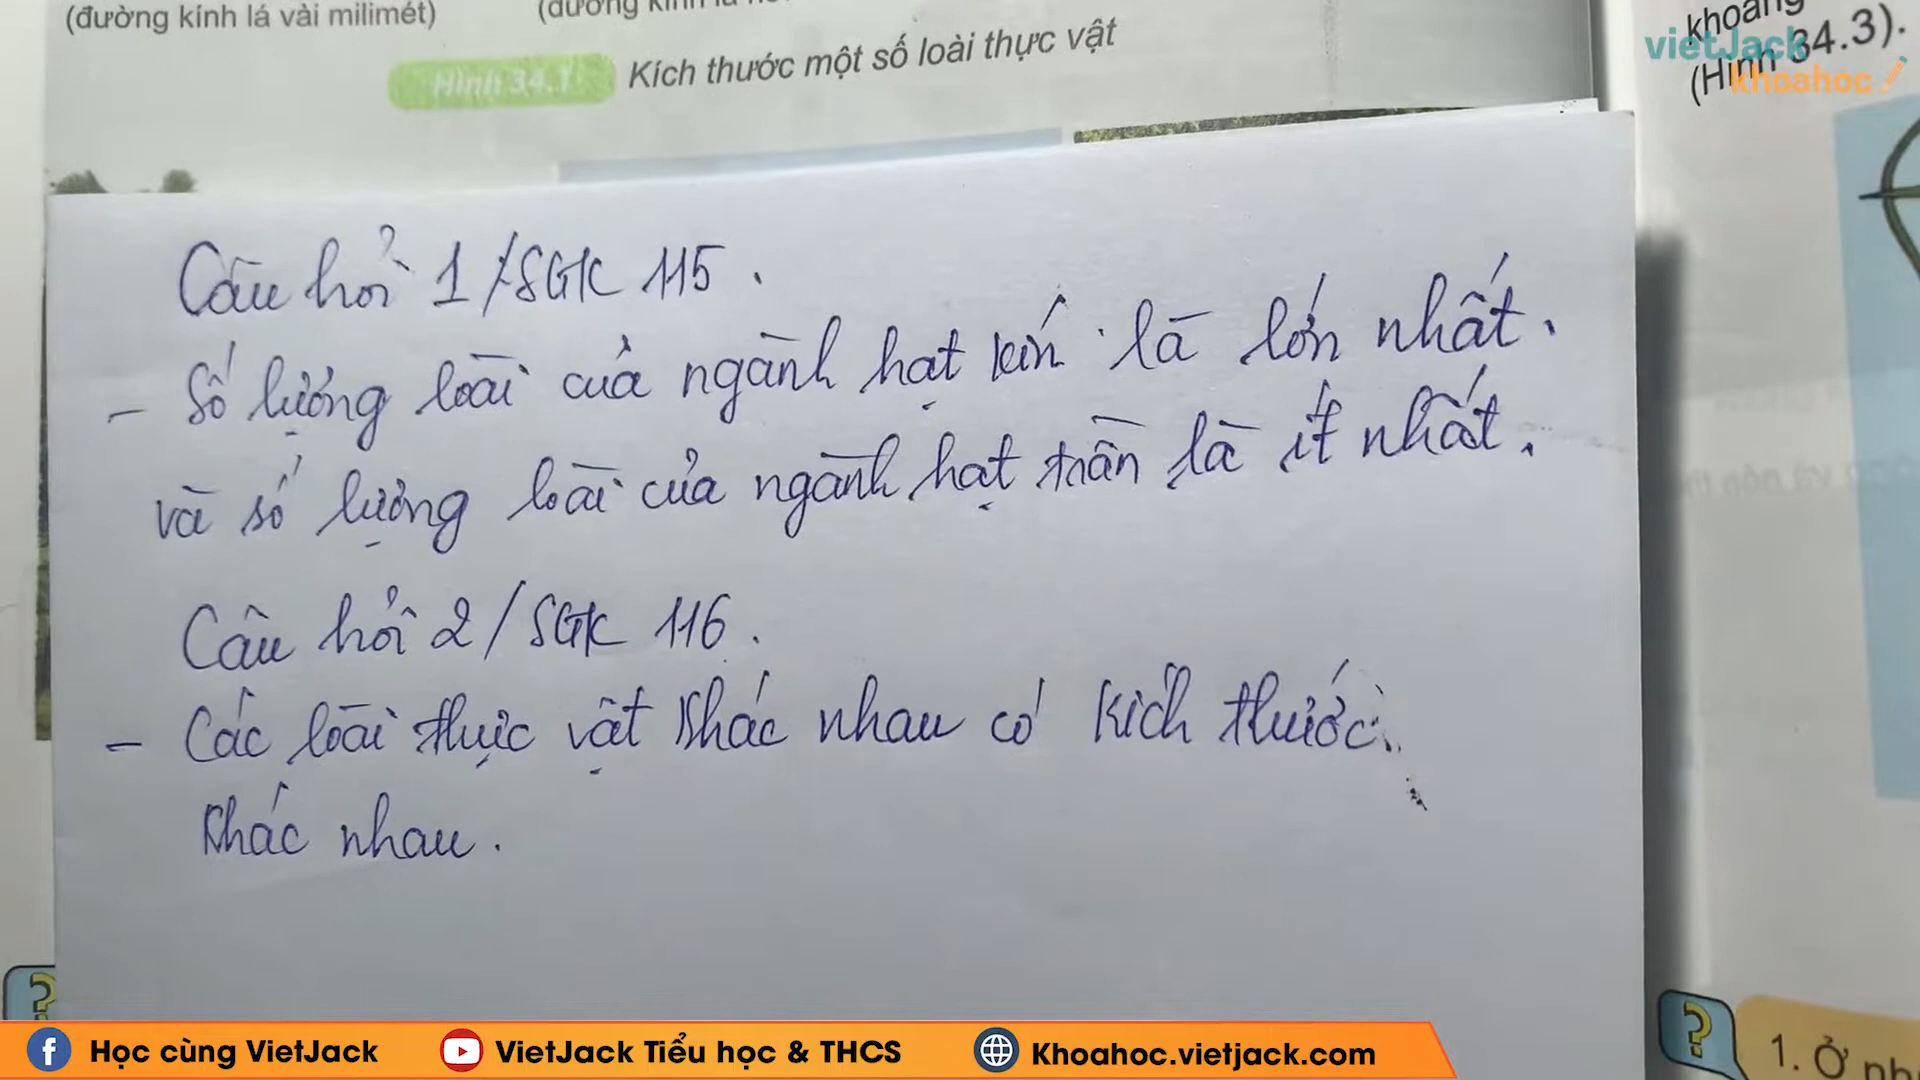 (đường kính lá vài milimét)
Hình 34.1 Kích thước một số loài thực vật
khoảng
(Hình 34.3).
vietJack
khoahoc
Câu hỏi 1/SGK 115.
- Số lượng loài của ngành hạt kín là lớn nhất.
và số lượng loài của ngành hạt trần là ít nhất.
Câu hỏi 2/SGK 116.
- Các loài thực vật khác nhau có kích thước
khác nhau.
1. Ở
Học cùng VietJack
VietJack Tiểu học & THCS
Khoahoc.vietjack.com